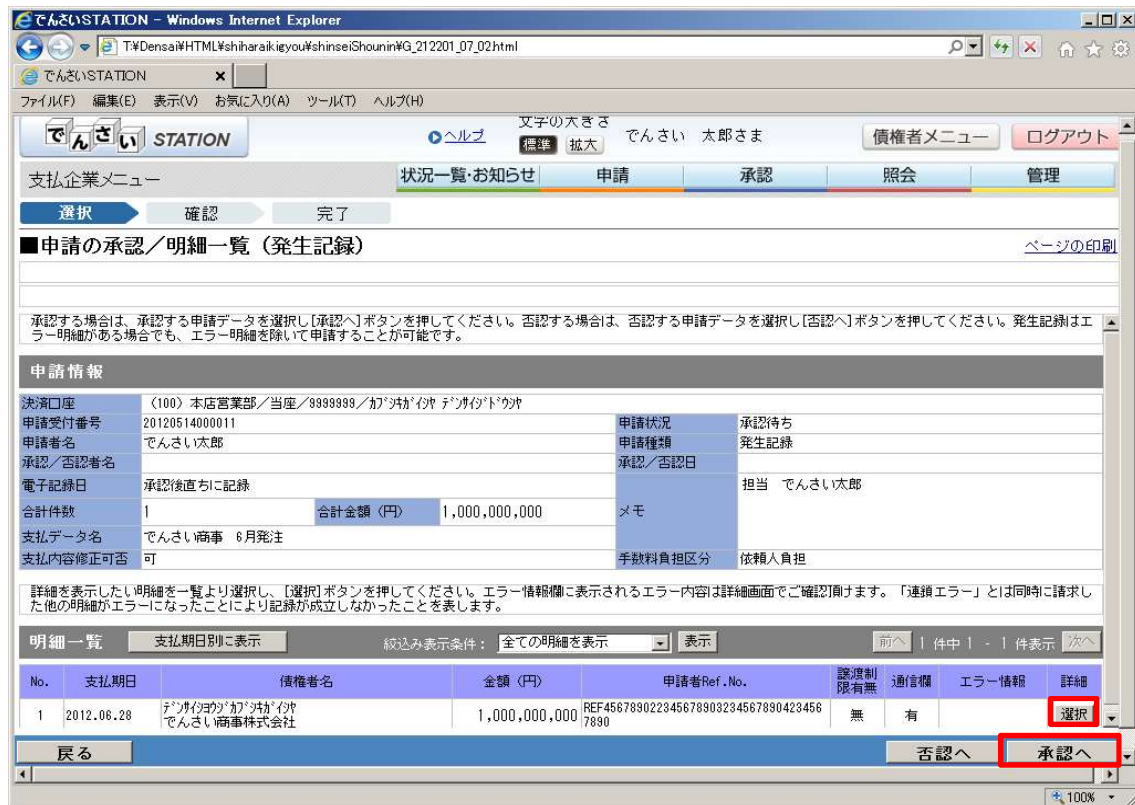 でんさいSTATION - Windows Internet Explorer
T:¥Densai¥HTML¥shiharaikigyou¥shinseiShounin¥G_212201_07_02.html
でんさいSTATION
ファイル(F) 編集(E) 表示(V) お気に入り(A) ツール(T) ヘルプ(H)
でんさい STATION
ヘルプ
文字の大きさ
標準 拡大
でんさい 太郎さま
債権者メニュー
ログアウト
支払企業メニュー
状況一覧・お知らせ 申請 承認 照会 管理
選択 確認 完了
■申請の承認／明細一覧（発生記録）
ページの印刷
承認する場合は、承認する申請データを選択し[承認へ]ボタンを押してください。否認する場合は、否認する申請データを選択し[否認へ]ボタンを押してください。発生記録はエ
ラー明細がある場合でも、エラー明細を除いて申請することが可能です。
申請情報
決済口座 （100）本店営業部／当座／9999999／ｶﾌﾞｼｷｶﾞｲｼﾔ ﾃﾞﾝｻｲｼﾞﾄﾞｳｼﾔ
申請受付番号 20120514000011 申請状況 承認待ち
申請者名 でんさい太郎 申請種類 発生記録
承認／否認者名 承認／否認日
電子記録日 承認後直ちに記録
合計件数 1 合計金額（円） 1,000,000,000 メモ 担当 でんさい太郎
支払データ名 でんさい商事 6月発注
支払内容修正可否 可 手数料負担区分 依頼人負担
詳細を表示したい明細を一覧より選択し、[選択]ボタンを押してください。エラー情報欄に表示されるエラー内容は詳細画面でご確認頂けます。「連鎖エラー」とは同時に請求し
た他の明細がエラーになったことにより記録が成立しなかったことを表します。
明細一覧 支払期日別に表示 絞込み表示条件： 全ての明細を表示 表示 前へ 1 件中 1 - 1 件表示 次へ
No. 支払期日 債権者名 金額（円） 申請者Ref.No. 譲渡制限有無 通信欄 エラー情報 詳細
1 2012.06.28 ﾃﾞﾝｻｲｼﾖｳｼﾞｶﾌﾞｼｷｶﾞｲｼﾔ
でんさい商事株式会社 1,000,000,000 REF456789022345678903234567890423456
7890 無 有 選択
戻る 否認へ 承認へ
100%